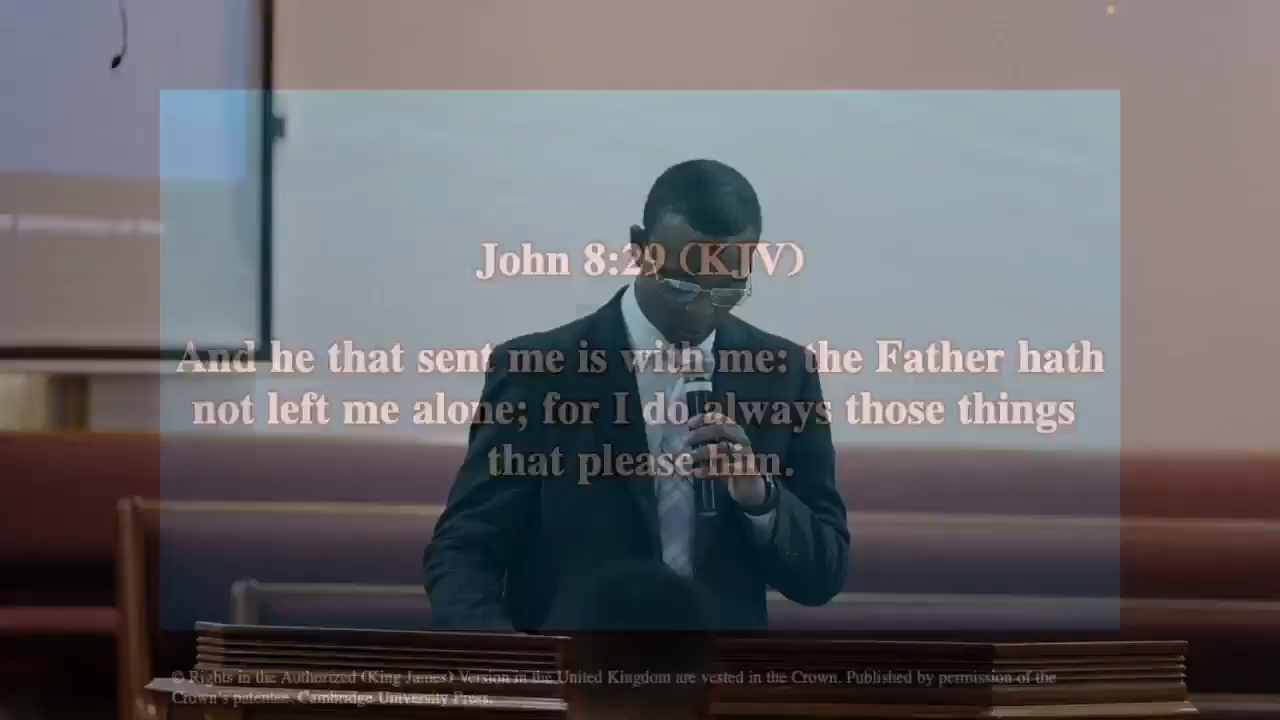 John 8:29 (KJV)
And he that sent me is with me: the Father hath
not left me alone; for I do always those things
that please him.
© Rights in the Authorized (King James) Version in the United Kingdom are vested in the Crown. Published by permission of the
Crown's patentee, Cambridge University Press.